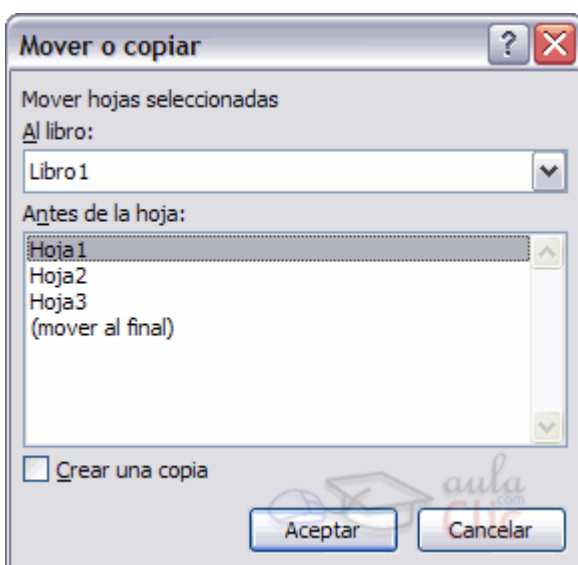 Mover o copiar
Mover hojas seleccionadas
Al libro:
Libro1
Antes de la hoja:
Hoja1
Hoja2
Hoja3
(mover al final)
Crear una copia
aula
.com
CLIC
Aceptar
Cancelar